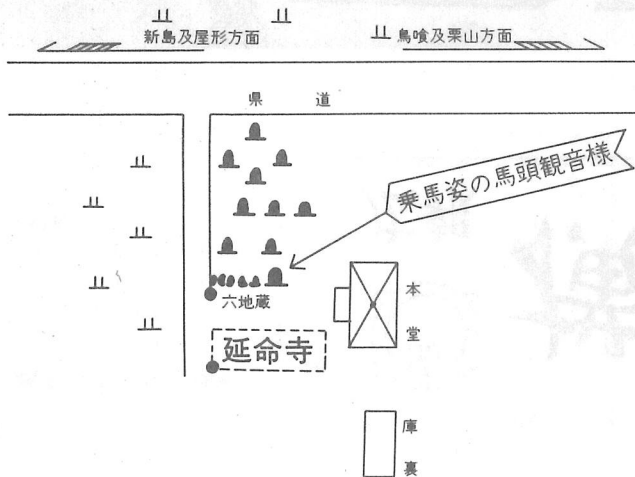 新島及屋形方面
鳥喰及栗山方面
県道
乗馬姿の馬頭観音様
六地蔵
本堂
延命寺
庫裏